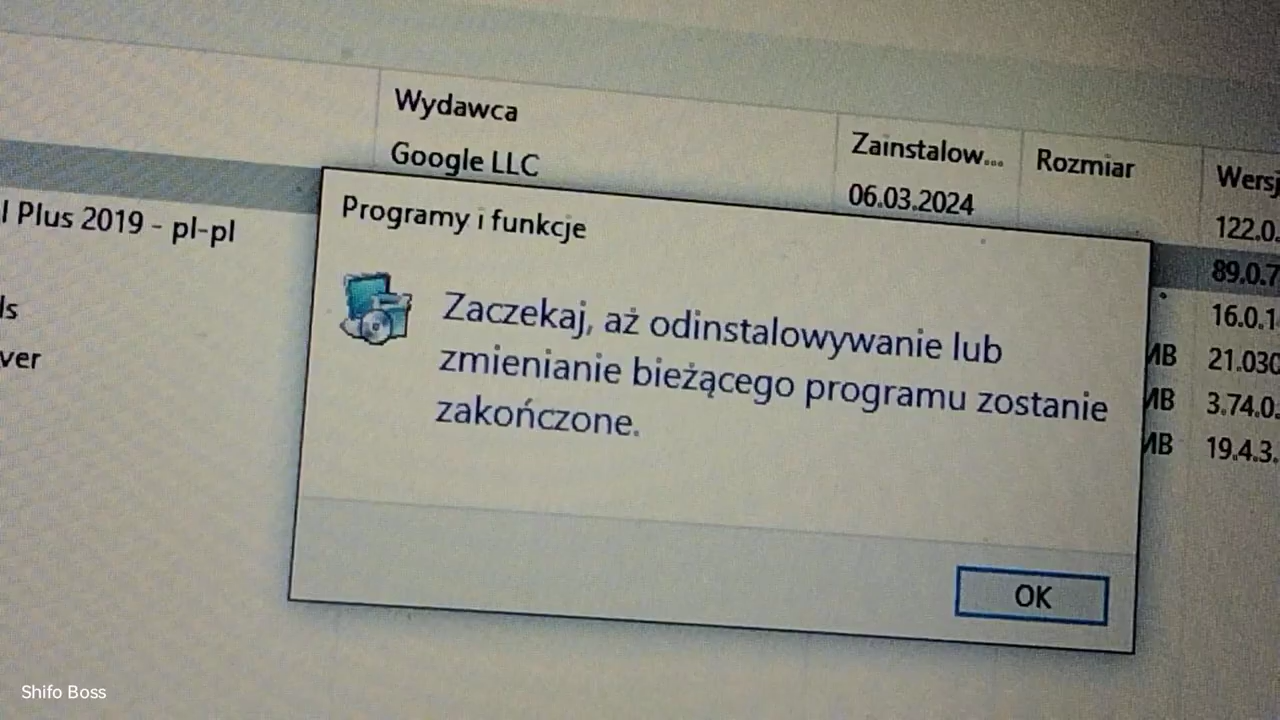 Wydawca
Zainstalow...
Rozmiar
Google LLC
06.03.2024
122.0.
Programy i funkcje
89.0.7
l Plus 2019 - pl-pl
16.0.1
Zaczekaj, aż odinstalowywanie lub
zmienianie bieżącego programu zostanie
zakończone.
ls
MB 21.030
ver
MB 3.74.0.
MB 19.4.3.
OK
Shifo Boss